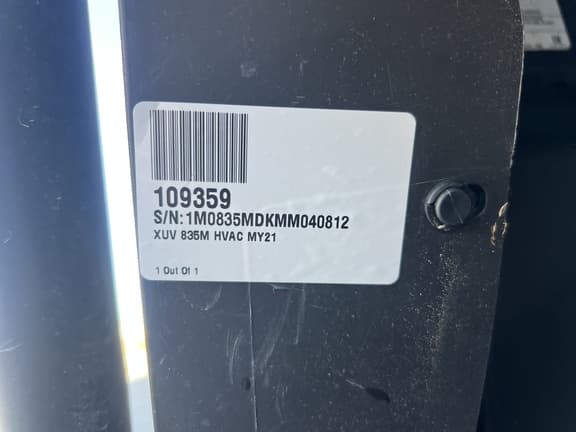 109359
S/N:1M0835MDKMM040812
XUV 835M HVAC MY21
1 Out Of 1